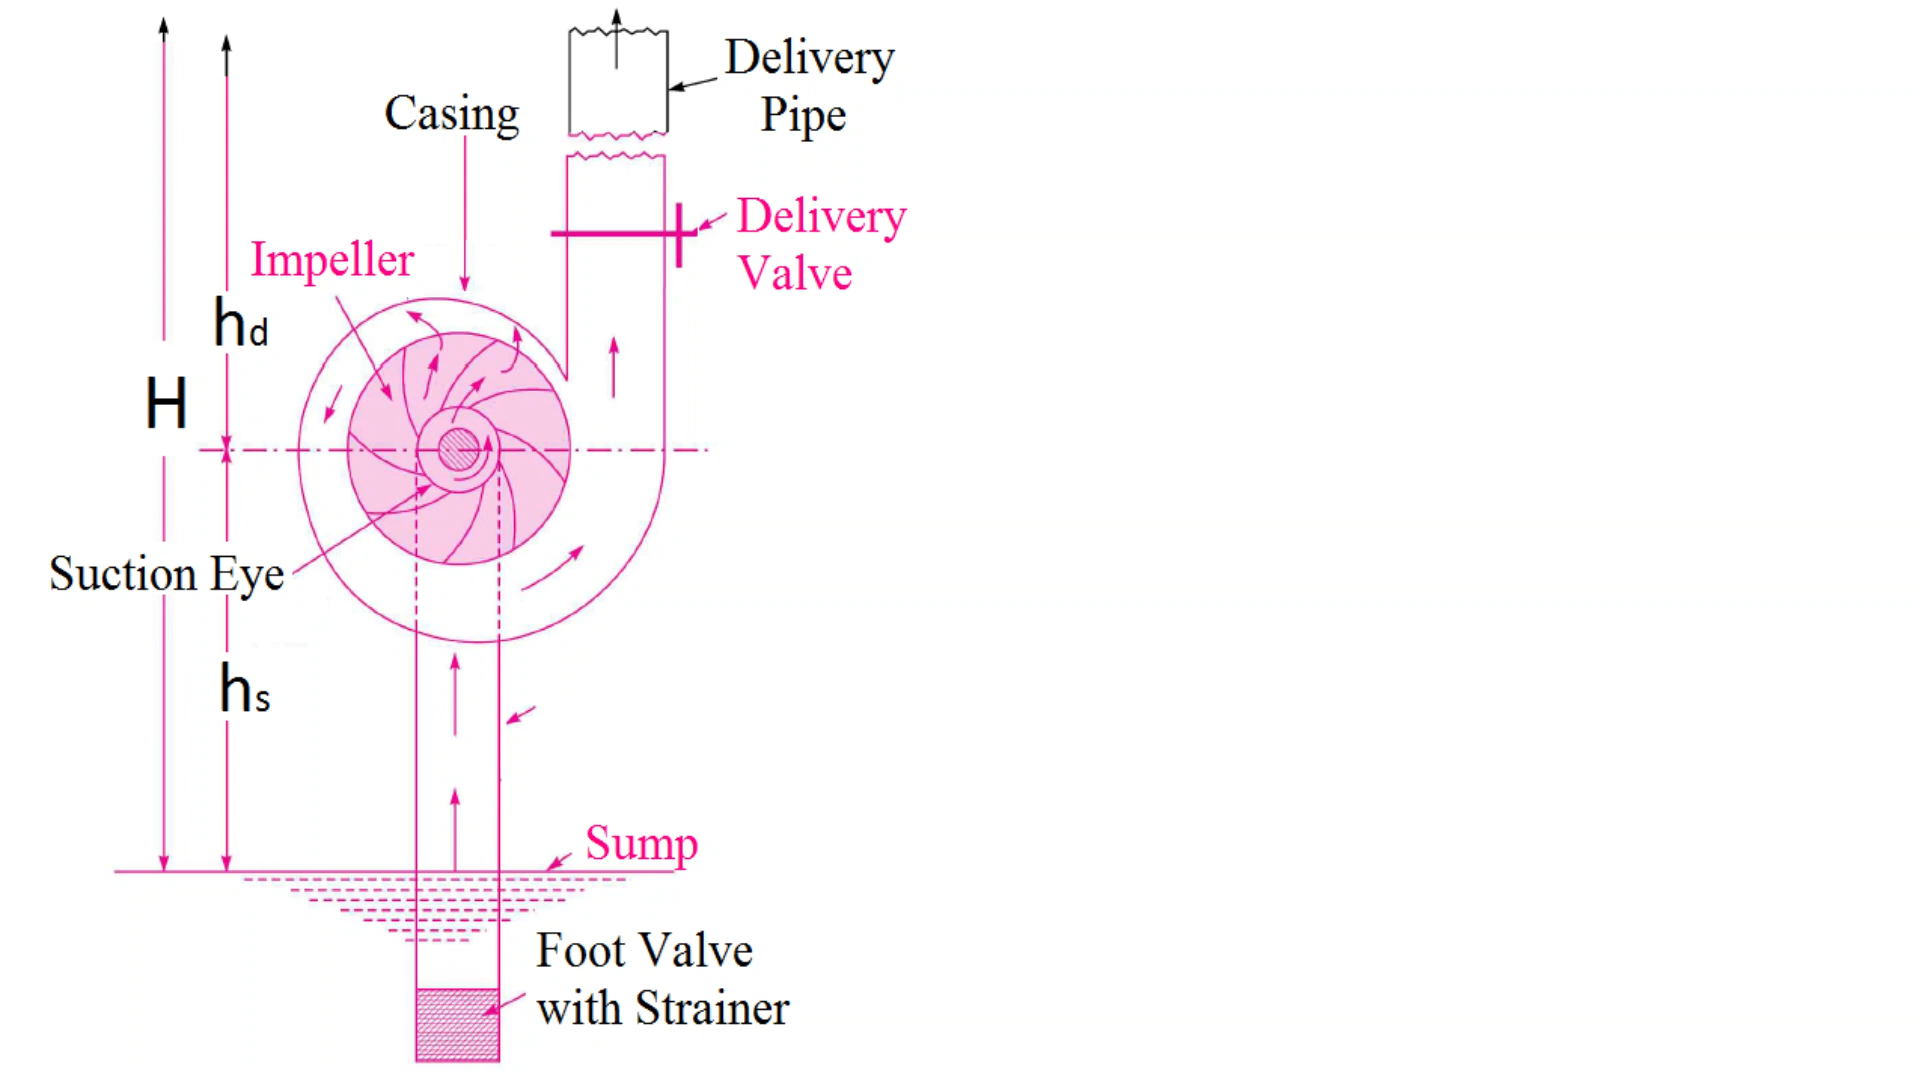 Delivery
Pipe
Casing
Delivery
Valve
Impeller
hd
H
Suction Eye
hs
Sump
Foot Valve
with Strainer